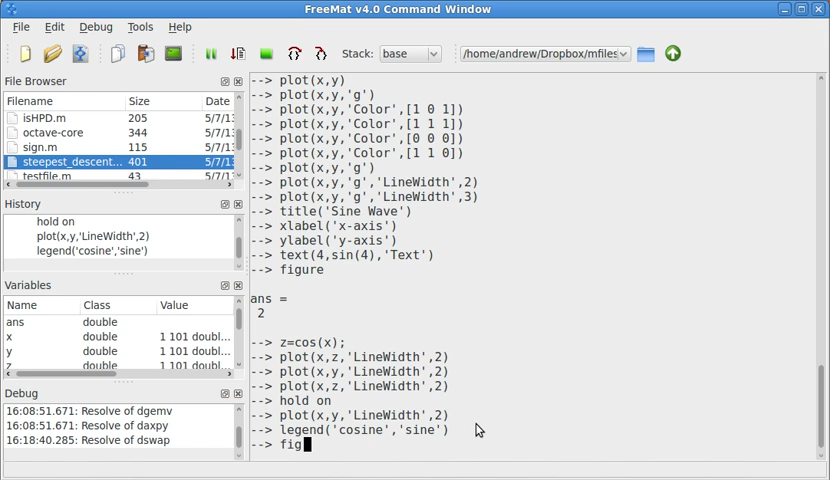 FreeMat v4.0 Command Window
File Edit Debug Tools Help
Stack: base /home/andrew/Dropbox/mfiles
File Browser
Filename Size Date
isHPD.m 205 5/7/13
octave-core 344 5/7/13
sign.m 115 5/7/13
steepest_descent... 401 5/7/13
testfile.m 43 5/7/13
History
hold on
plot(x,y,'LineWidth',2)
legend('cosine','sine')
Variables
Name Class Value
ans double
x double 1 101 doubl...
y double 1 101 doubl...
z double 1 101 doubl...
Debug
16:08:51.671: Resolve of dgemv
16:08:51.671: Resolve of daxpy
16:18:40.285: Resolve of dswap
--> plot(x,y)
--> plot(x,y,'g')
--> plot(x,y,'Color',[1 0 1])
--> plot(x,y,'Color',[1 1 1])
--> plot(x,y,'Color',[0 0 0])
--> plot(x,y,'Color',[1 1 0])
--> plot(x,y,'g')
--> plot(x,y,'g','LineWidth',2)
--> plot(x,y,'g','LineWidth',3)
--> title('Sine Wave')
--> xlabel('x-axis')
--> ylabel('y-axis')
--> text(4,sin(4),'Text')
--> figure
ans =
2
--> z=cos(x);
--> plot(x,z,'LineWidth',2)
--> plot(x,y,'LineWidth',2)
--> plot(x,z,'LineWidth',2)
--> hold on
--> plot(x,y,'LineWidth',2)
--> legend('cosine','sine')
--> fig